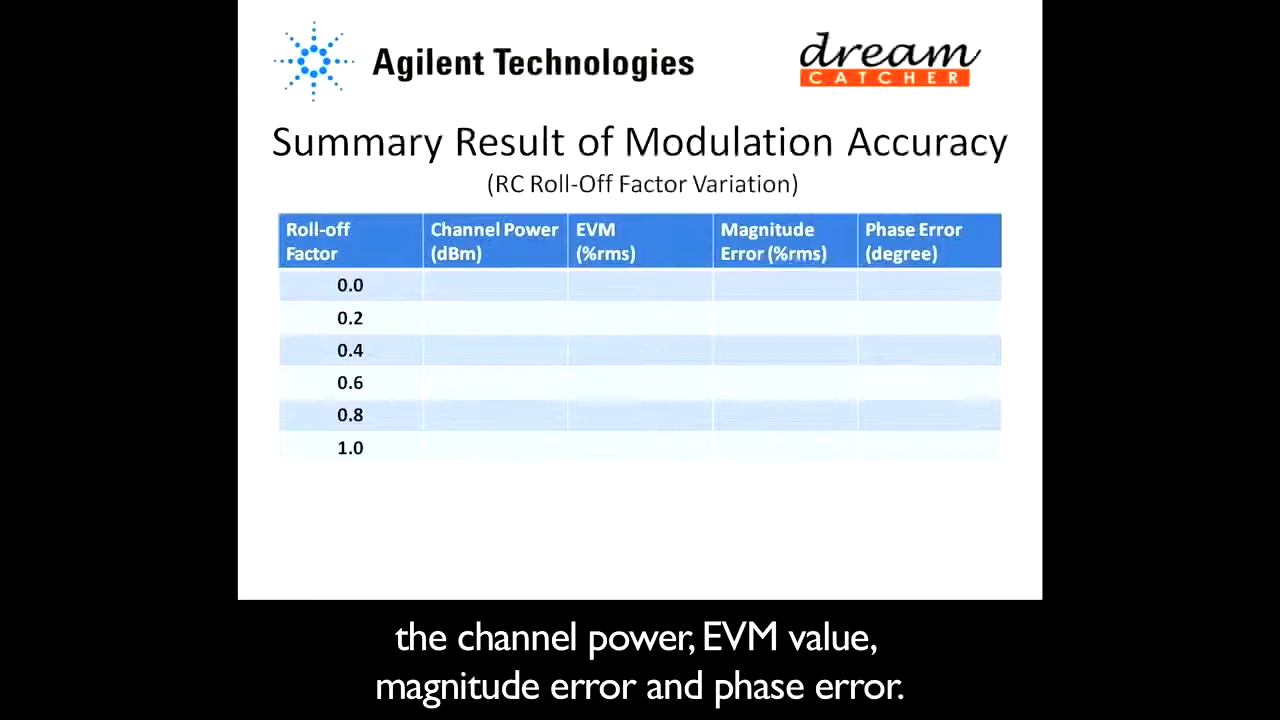 Agilent Technologies
dream
CATCHER
Summary Result of Modulation Accuracy
(RC Roll-Off Factor Variation)
Roll-off Factor Channel Power (dBm) EVM (%rms) Magnitude Error (%rms) Phase Error (degree)
0.0
0.2
0.4
0.6
0.8
1.0
the channel power, EVM value,
magnitude error and phase error.